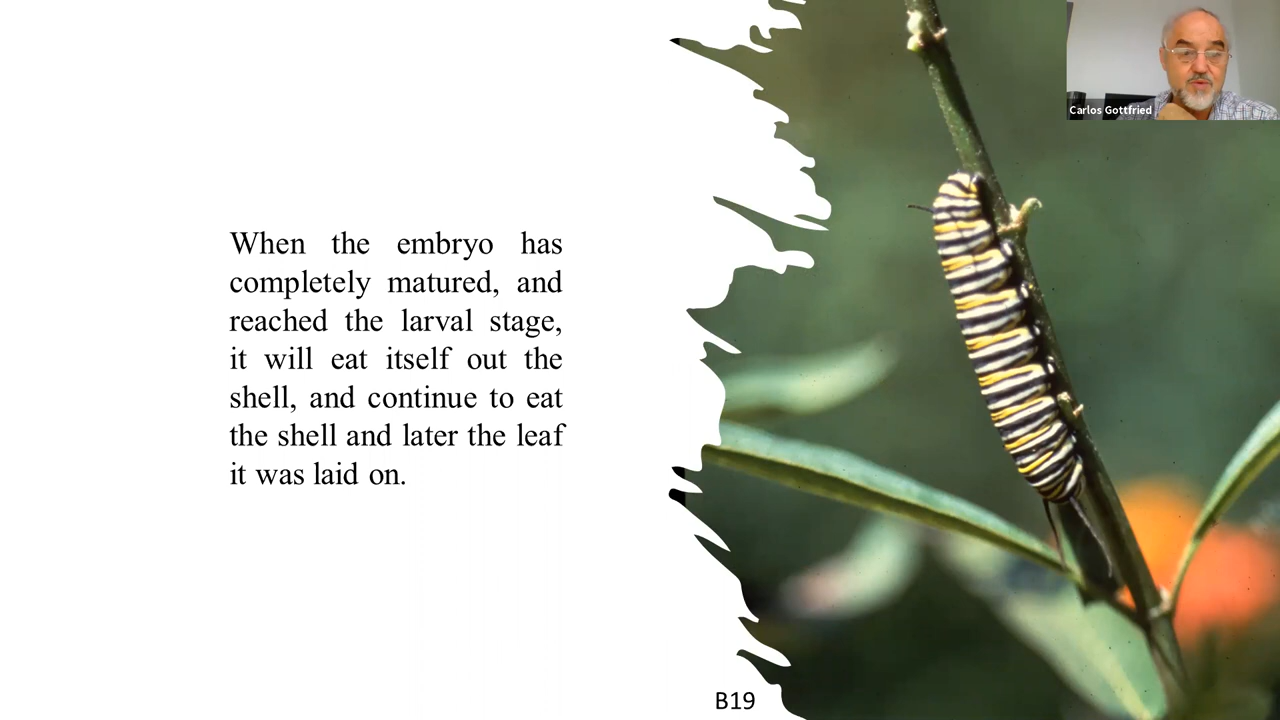 Carlos Gottfried
When the embryo has
completely matured, and
reached the larval stage,
it will eat itself out the
shell, and continue to eat
the shell and later the leaf
it was laid on.
B19